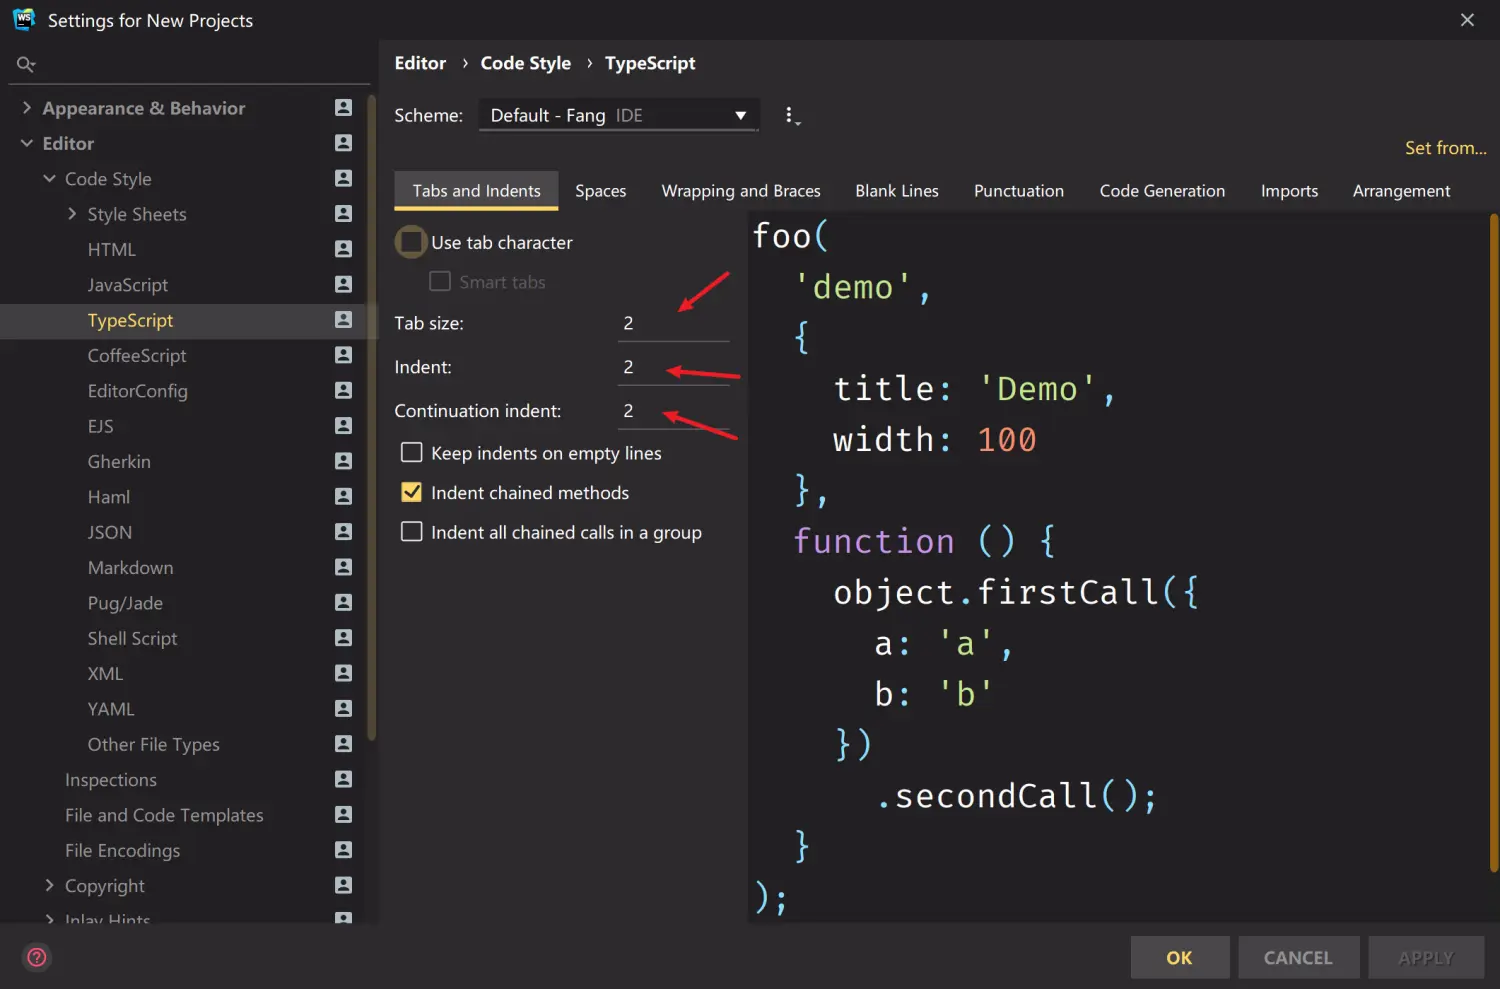 WS
Settings for New Projects
Appearance & Behavior
Editor
Code Style
Style Sheets
HTML
JavaScript
TypeScript
CoffeeScript
EditorConfig
EJS
Gherkin
Haml
JSON
Markdown
Pug/Jade
Shell Script
XML
YAML
Other File Types
Inspections
File and Code Templates
File Encodings
Copyright
Inlay Hints
Editor › Code Style › TypeScript
Scheme: Default - Fang IDE
Set from...
Tabs and Indents Spaces Wrapping and Braces Blank Lines Punctuation Code Generation Imports Arrangement
Use tab character
Smart tabs
Tab size: 2
Indent: 2
Continuation indent: 2
Keep indents on empty lines
Indent chained methods
Indent all chained calls in a group
foo(
  'demo',
  {
    title: 'Demo',
    width: 100
  },
  function () {
    object.firstCall({
      a: 'a',
      b: 'b'
    })
      .secondCall();
  }
);
? OK CANCEL APPLY